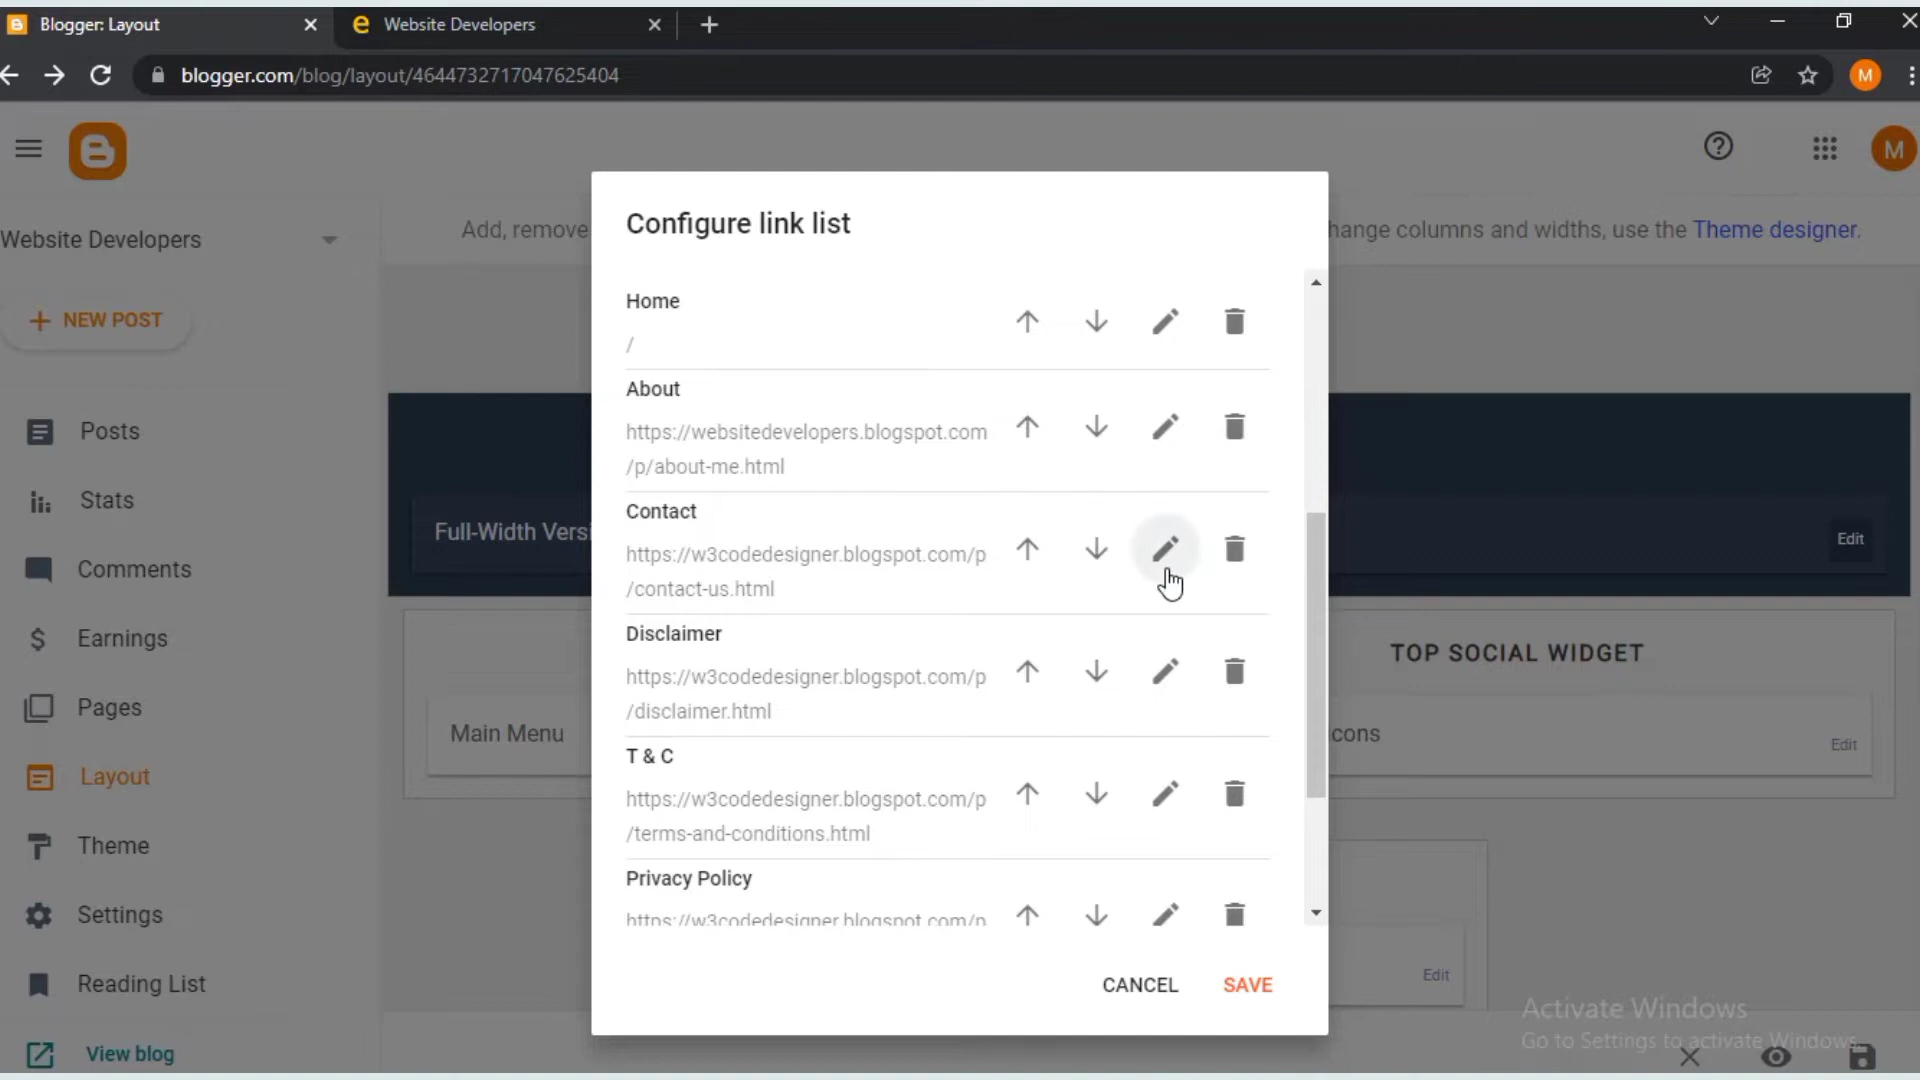 Blogger: Layout
Website Developers
blogger.com/blog/layout/4644732717047625404
M
M
Website Developers
Add, remove
hange columns and widths, use the Theme designer.
NEW POST
Posts
Stats
Comments
Earnings
Pages
Layout
Theme
Settings
Reading List
View blog
Configure link list
Home
/
About
https://websitedevelopers.blogspot.com
/p/about-me.html
Contact
https://w3codedesigner.blogspot.com/p
/contact-us.html
Disclaimer
https://w3codedesigner.blogspot.com/p
/disclaimer.html
T & C
https://w3codedesigner.blogspot.com/p
/terms-and-conditions.html
Privacy Policy
https://w3codedesigner.blogspot.com/p
CANCEL
SAVE
Full-Width Versi
Edit
TOP SOCIAL WIDGET
Main Menu
cons
Edit
Edit
Activate Windows
Go to Settings to activate Windows.